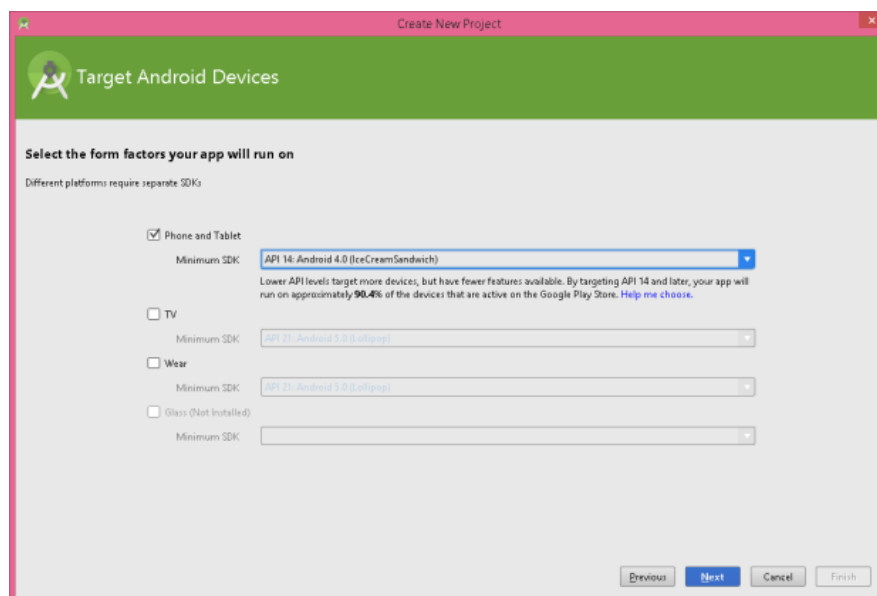 Create New Project
Target Android Devices
Select the form factors your app will run on
Different platforms require separate SDKs
Phone and Tablet
Minimum SDK API 14: Android 4.0 (IceCreamSandwich)
Lower API levels target more devices, but have fewer features available. By targeting API 14 and later, your app will
run on approximately 90.4% of the devices that are active on the Google Play Store. Help me choose.
TV
Minimum SDK API 21: Android 5.0 (Lollipop)
Wear
Minimum SDK API 21: Android 5.0 (Lollipop)
Glass (Not Installed)
Minimum SDK
Previous Next Cancel Finish